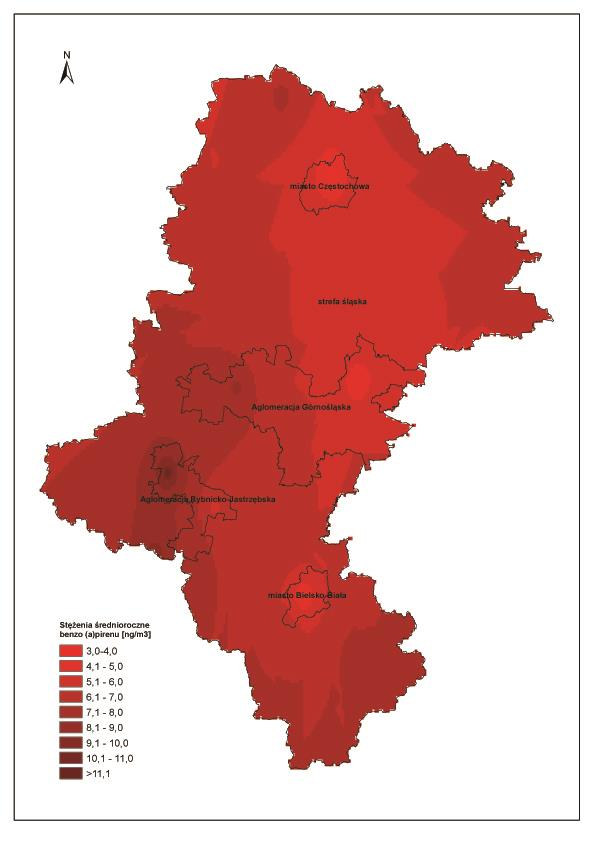 N
miasto Częstochowa
strefa śląska
Aglomeracja Górnośląska
Aglomeracja Rybnicko-Jastrzębska
miasto Bielsko-Biała
Stężenia średnioroczne
benzo (a)pirenu [ng/m3]
3,0-4,0
4,1 - 5,0
5,1 - 6,0
6,1 - 7,0
7,1 - 8,0
8,1 - 9,0
9,1 - 10,0
10,1 - 11,0
>11,1